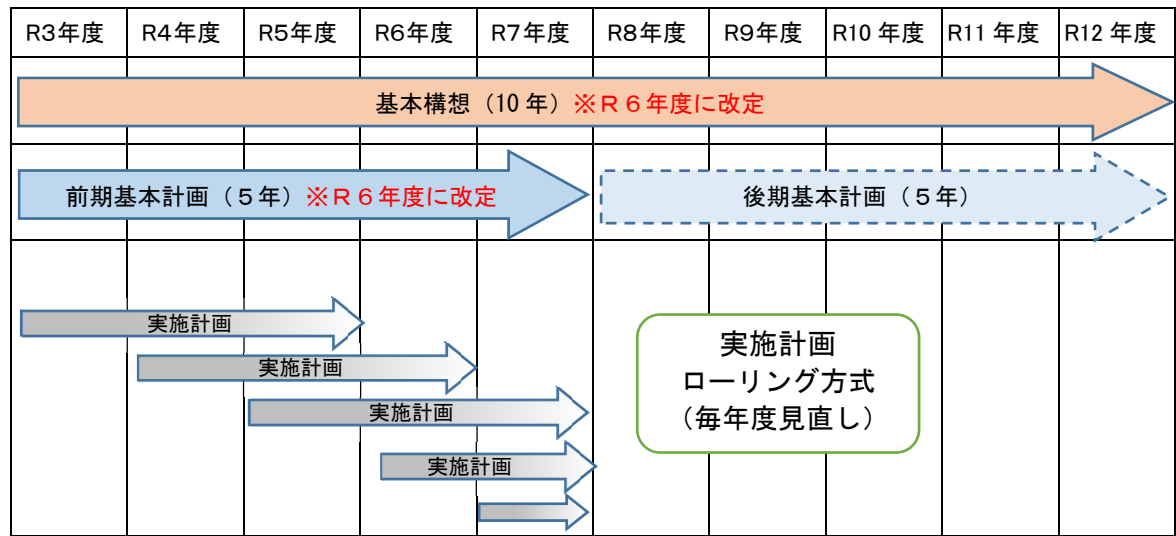 R3年度 R4年度 R5年度 R6年度 R7年度 R8年度 R9年度 R10 年度 R11 年度 R12 年度
基本構想（10 年）※Ｒ６年度に改定
前期基本計画（５年）※Ｒ６年度に改定 後期基本計画（５年）
実施計画
実施計画
実施計画
実施計画
実施計画
ローリング方式
（毎年度見直し）